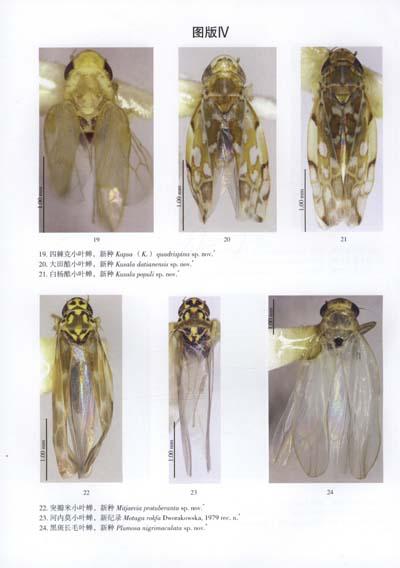 图版Ⅳ
1.00 mm
1.00 mm
1.00 mm
19
20
21
19. 四棘克小叶蝉，新种 Kapsa （K.） quadrispina sp. nov.*
20. 大田酷小叶蝉，新种 Kusala datianensis sp. nov.*
21. 白杨酷小叶蝉，新种 Kusala populi sp. nov.*
1.00 mm
1.00 mm
1.00 mm
22
23
24
22. 突瓣米小叶蝉，新种 Mitjaevia protuberanta sp. nov.*
23. 河内莫小叶蝉，新纪录 Motaga rokfa Dworakowska, 1979 rec. n.*
24. 黑斑长毛叶蝉，新种 Plumosa nigrimaculata sp. nov.*